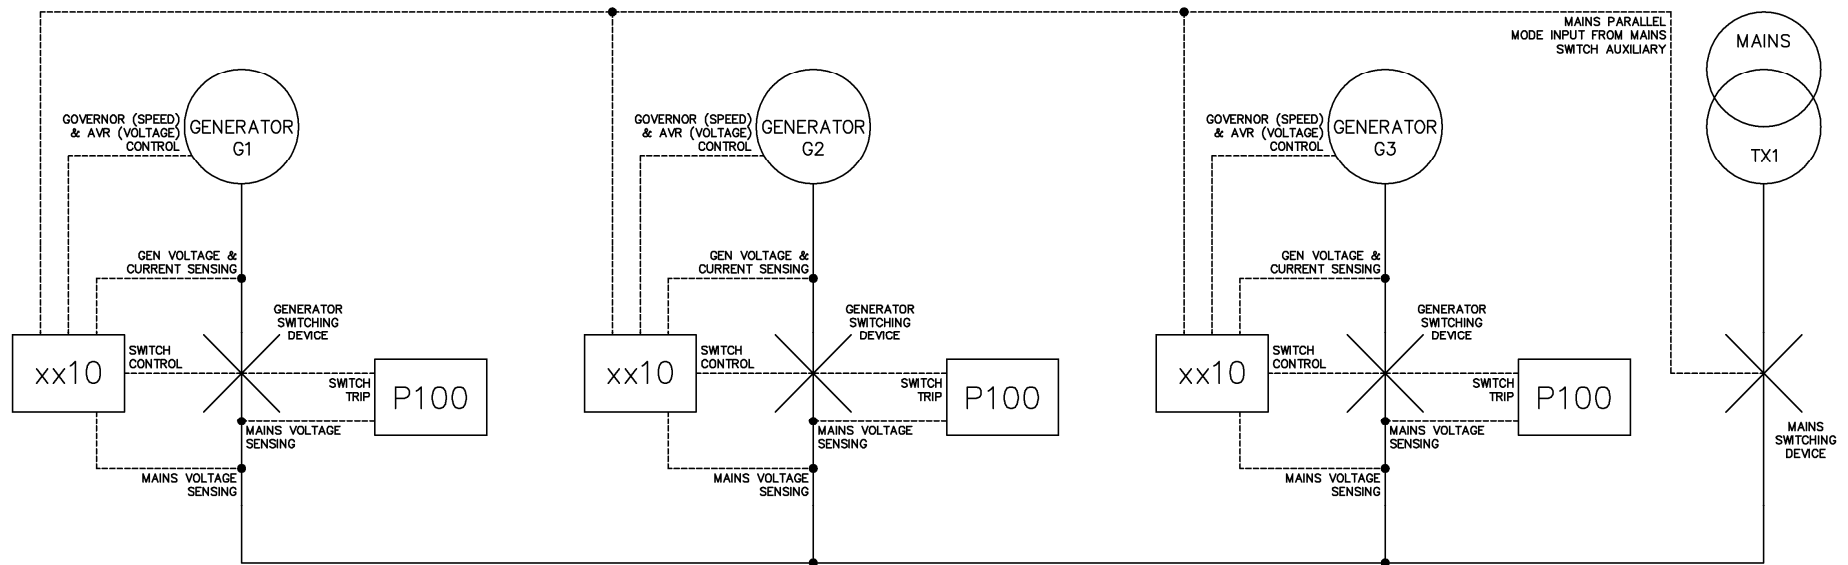 MAINS PARALLEL
MODE INPUT FROM MAINS
SWITCH AUXILIARY
MAINS
TX1
GOVERNOR (SPEED)
& AVR (VOLTAGE)
CONTROL
GENERATOR
G1
GOVERNOR (SPEED)
& AVR (VOLTAGE)
CONTROL
GENERATOR
G2
GOVERNOR (SPEED)
& AVR (VOLTAGE)
CONTROL
GENERATOR
G3
GEN VOLTAGE &
CURRENT SENSING
GENERATOR
SWITCHING
DEVICE
xx10
SWITCH
CONTROL
SWITCH
TRIP
P100
MAINS VOLTAGE
SENSING
MAINS VOLTAGE
SENSING
GEN VOLTAGE &
CURRENT SENSING
GENERATOR
SWITCHING
DEVICE
xx10
SWITCH
CONTROL
SWITCH
TRIP
P100
MAINS VOLTAGE
SENSING
MAINS VOLTAGE
SENSING
GEN VOLTAGE &
CURRENT SENSING
GENERATOR
SWITCHING
DEVICE
xx10
SWITCH
CONTROL
SWITCH
TRIP
P100
MAINS VOLTAGE
SENSING
MAINS VOLTAGE
SENSING
MAINS
SWITCHING
DEVICE